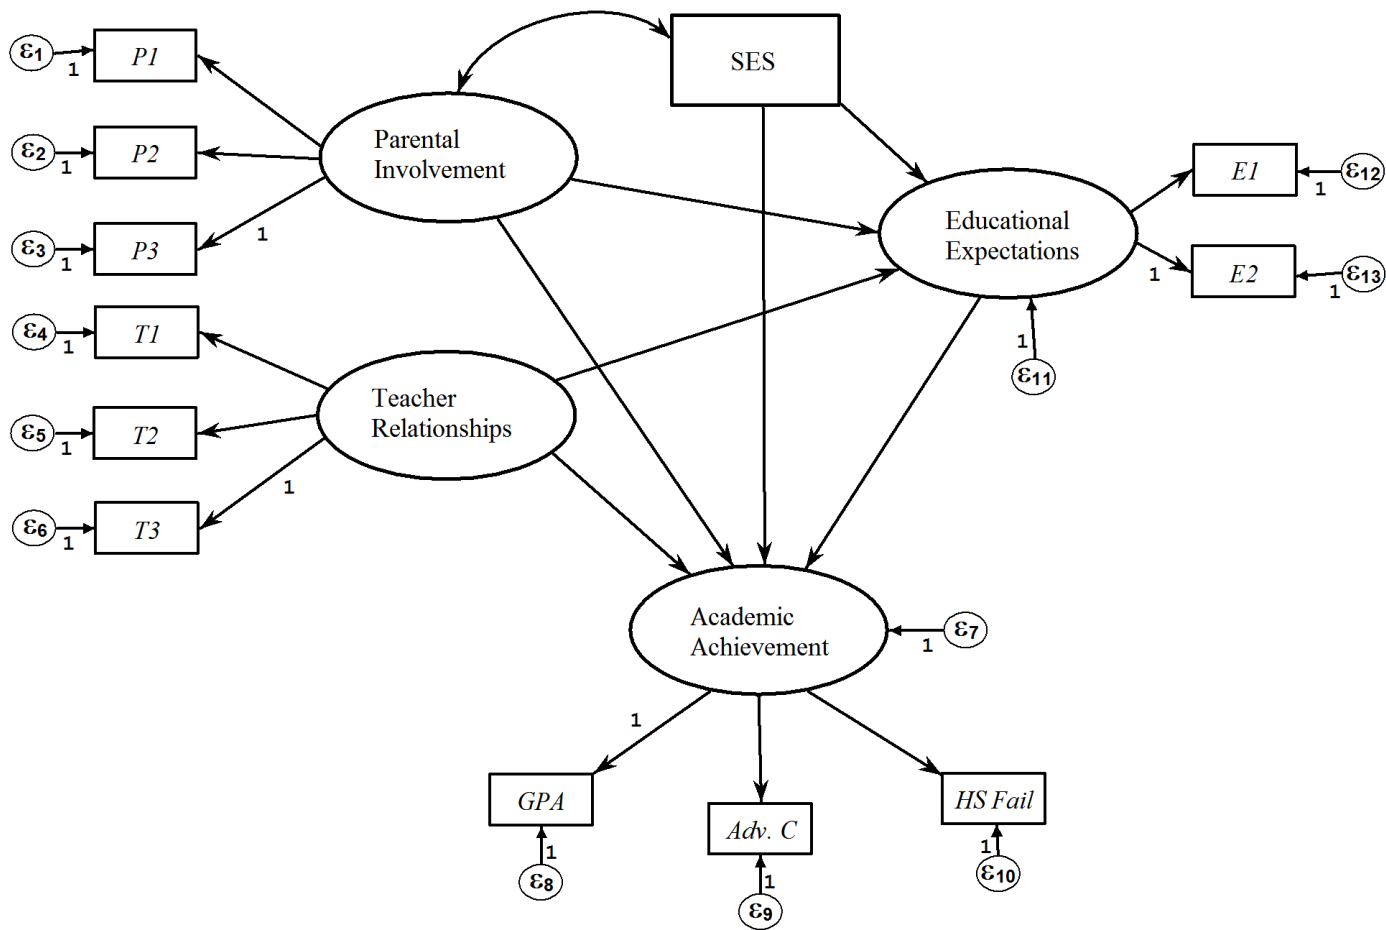 ε1
1
P1
SES
ε2
1
P2
Parental
Involvement
E1
1
ε12
ε3
1
P3
1
Educational
Expectations
E2
1
1
ε13
ε4
1
T1
1
ε11
Teacher
Relationships
ε5
1
T2
1
ε6
1
T3
Academic
Achievement
1
ε7
1
GPA
Adv. C
HS Fail
1
1
1
ε8
ε9
ε10